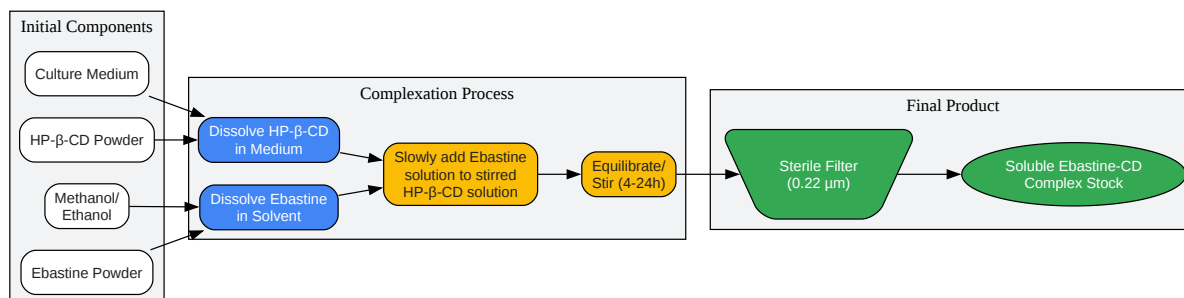 Initial Components
Culture Medium
HP-β-CD Powder
Methanol/
Ethanol
Ebastine Powder
Complexation Process
Dissolve HP-β-CD
in Medium
Dissolve Ebastine
in Solvent
Slowly add Ebastine
solution to stirred
HP-β-CD solution
Equilibrate/
Stir (4-24h)
Final Product
Sterile Filter
(0.22 µm)
Soluble Ebastine-CD
Complex Stock